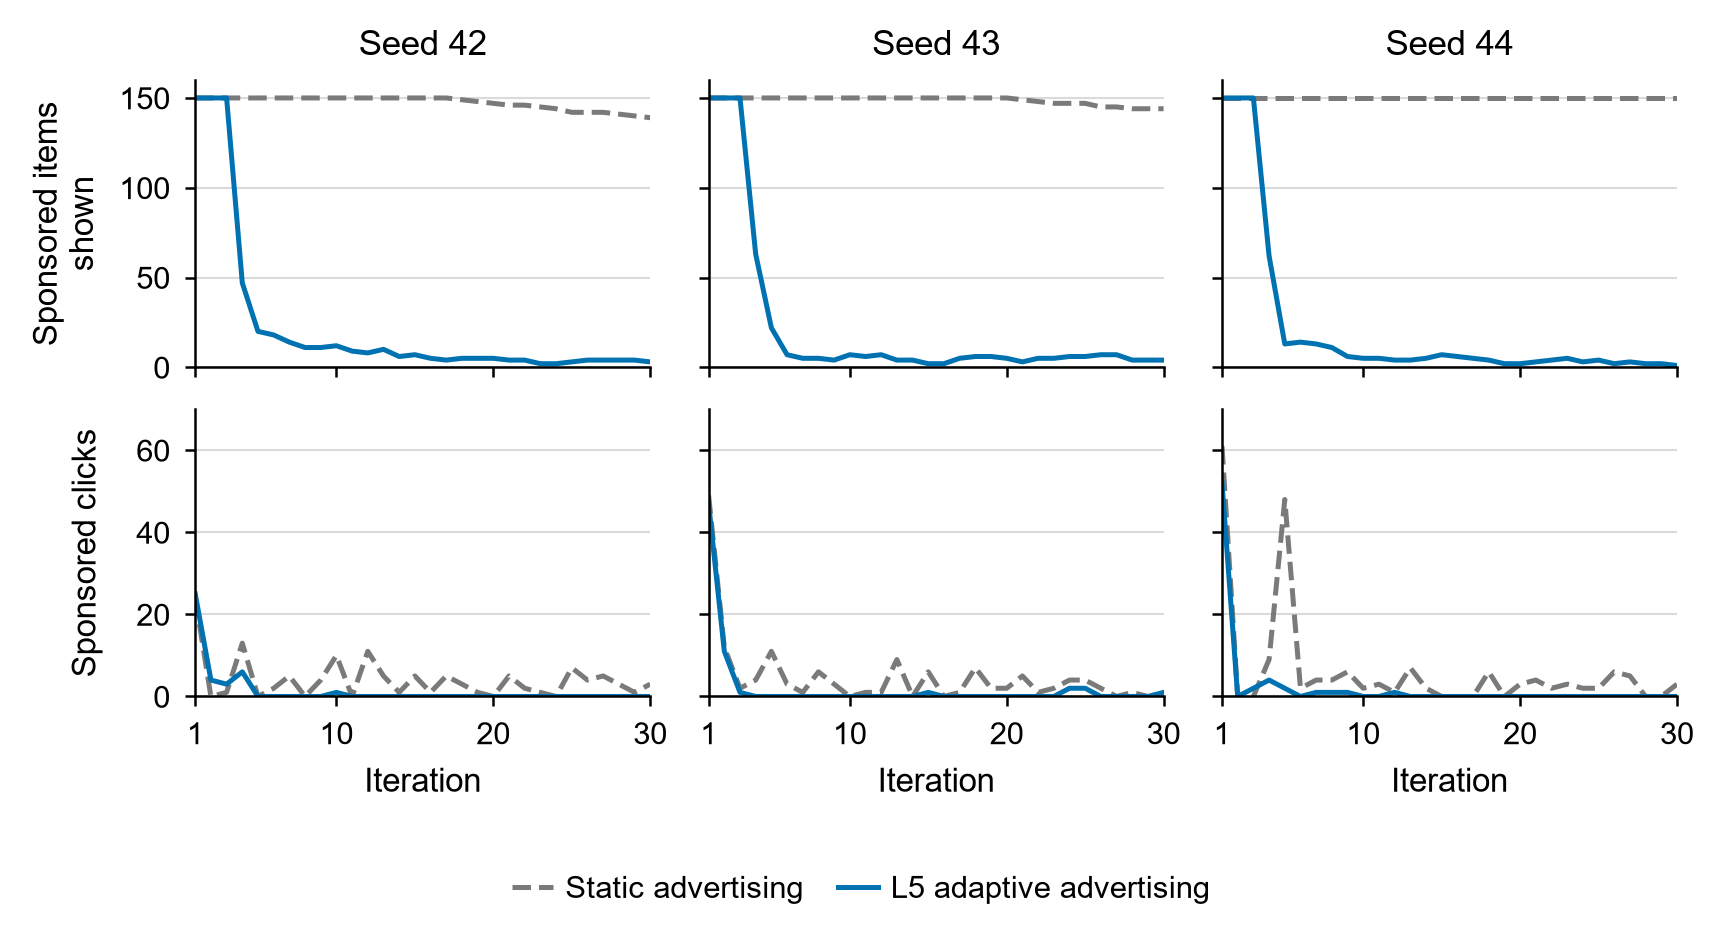 Seed 42
Seed 43
Seed 44
Sponsored items
shown
150
100
50
0
Sponsored clicks
60
40
20
0
1 10 20 30
1 10 20 30
1 10 20 30
Iteration
Iteration
Iteration
Static advertising
L5 adaptive advertising